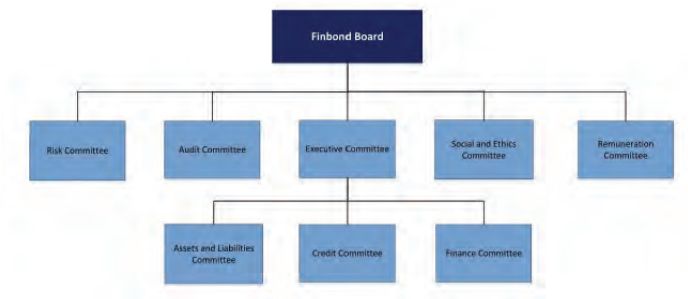 Finbond Board
Risk Committee
Audit Committee
Executive Committee
Social and Ethics
Committee
Remuneration
Committee
Assets and Liabilities
Committee
Credit Committee
Finance Committee